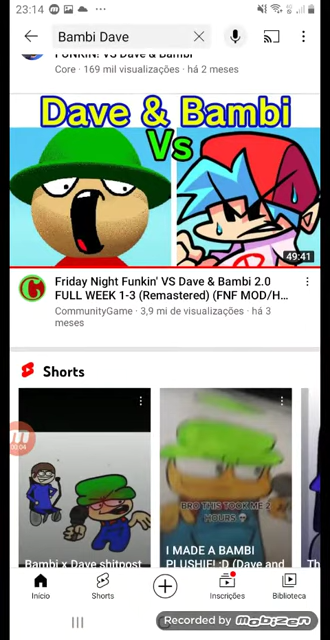 23:14
Bambi Dave
FUNKIN! VS Dave & Bambi
Core · 169 mil visualizações · há 2 meses
Dave & Bambi
Vs
49:41
Friday Night Funkin' VS Dave & Bambi 2.0
FULL WEEK 1-3 (Remastered) (FNF MOD/H...
CommunityGame · 3,9 mi de visualizações · há 3
meses
Shorts
03:04
BRO THIS TOOK ME 2
HOURS 💀
Bambi x Dave shitpost
I MADE A BAMBI
PLUSHIE! :D (Dave and
Th
Início
Shorts
Inscrições
Biblioteca
Recorded by Mobizen